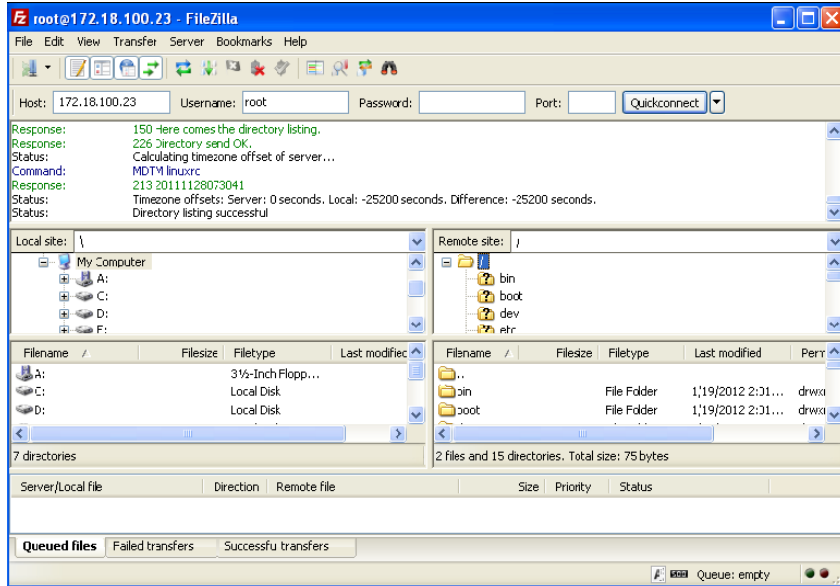 root@172.18.100.23 - FileZilla
File Edit View Transfer Server Bookmarks Help
Host: 172.18.100.23 Username: root Password: Port: Quickconnect
Response: 150 Here comes the directory listing.
Response: 226 Directory send OK.
Status: Calculating timezone offset of server...
Command: MDTM linuxrc
Response: 213 20111128073041
Status: Timezone offsets: Server: 0 seconds. Local: -25200 seconds. Difference: -25200 seconds.
Status: Directory listing successful
Local site: \
My Computer
A:
C:
D:
Remote site: /
/
bin
boot
dev
etc
Filename / Filesize Filetype Last modified
A: 3½-Inch Flopp...
C: Local Disk
D: Local Disk
7 directories
Filename / Filesize Filetype Last modified Perm
..
bin File Folder 1/19/2012 2:01... drwx
boot File Folder 1/19/2012 2:01... drwx
2 files and 15 directories. Total size: 75 bytes
Server/Local file Direction Remote file Size Priority Status
Queued files Failed transfers Successfu transfers
Queue: empty